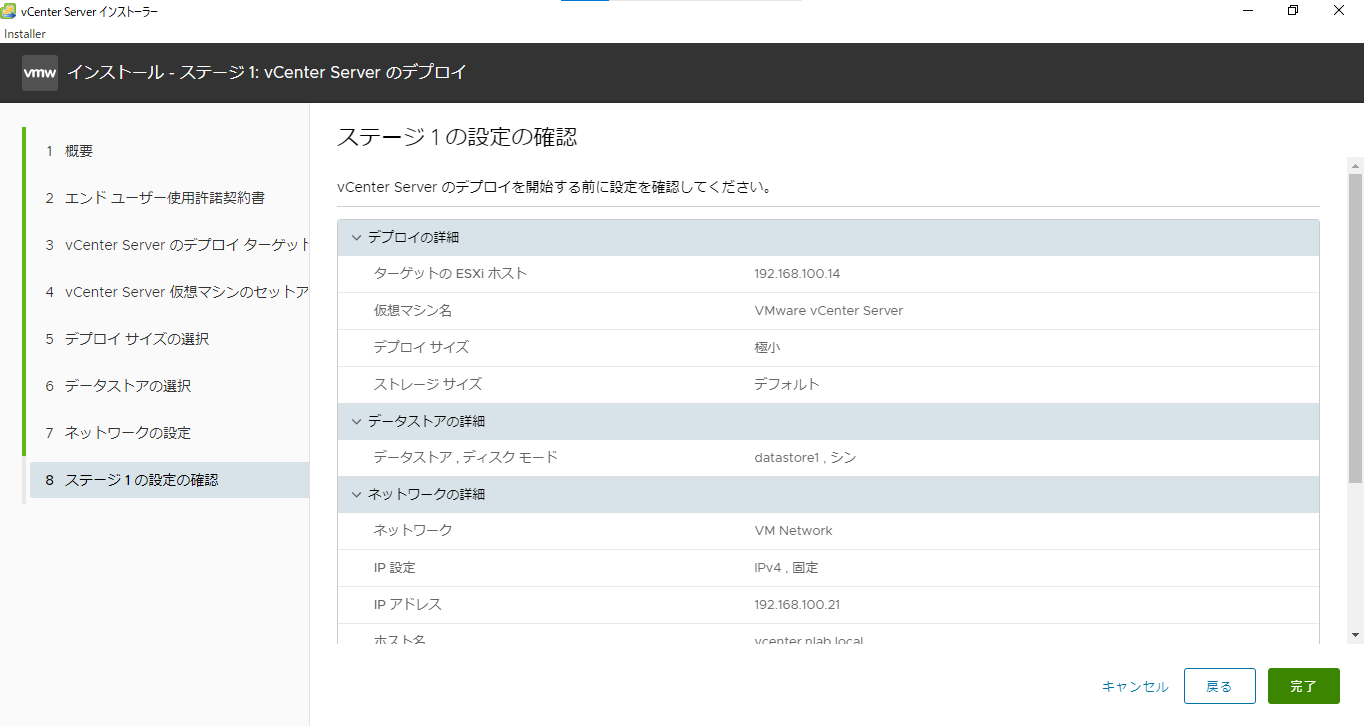 vCenter Server インストーラー
Installer
vmw インストール - ステージ 1: vCenter Server のデプロイ
1 概要
2 エンド ユーザー使用許諾契約書
3 vCenter Server のデプロイ ターゲット
4 vCenter Server 仮想マシンのセットア
5 デプロイ サイズの選択
6 データストアの選択
7 ネットワークの設定
8 ステージ 1 の設定の確認
ステージ 1 の設定の確認
vCenter Server のデプロイを開始する前に設定を確認してください。
デプロイの詳細
ターゲットの ESXi ホスト 192.168.100.14
仮想マシン名 VMware vCenter Server
デプロイ サイズ 極小
ストレージ サイズ デフォルト
データストアの詳細
データストア , ディスク モード datastore1 , シン
ネットワークの詳細
ネットワーク VM Network
IP 設定 IPv4 , 固定
IP アドレス 192.168.100.21
ホスト名 vcenter.nlab.local
キャンセル 戻る 完了